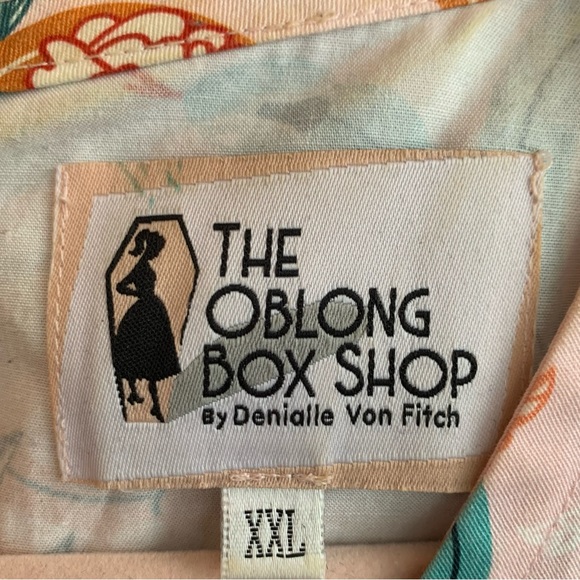 THE
OBLONG
BOX SHOP
By Denialle Von Fitch
XXL